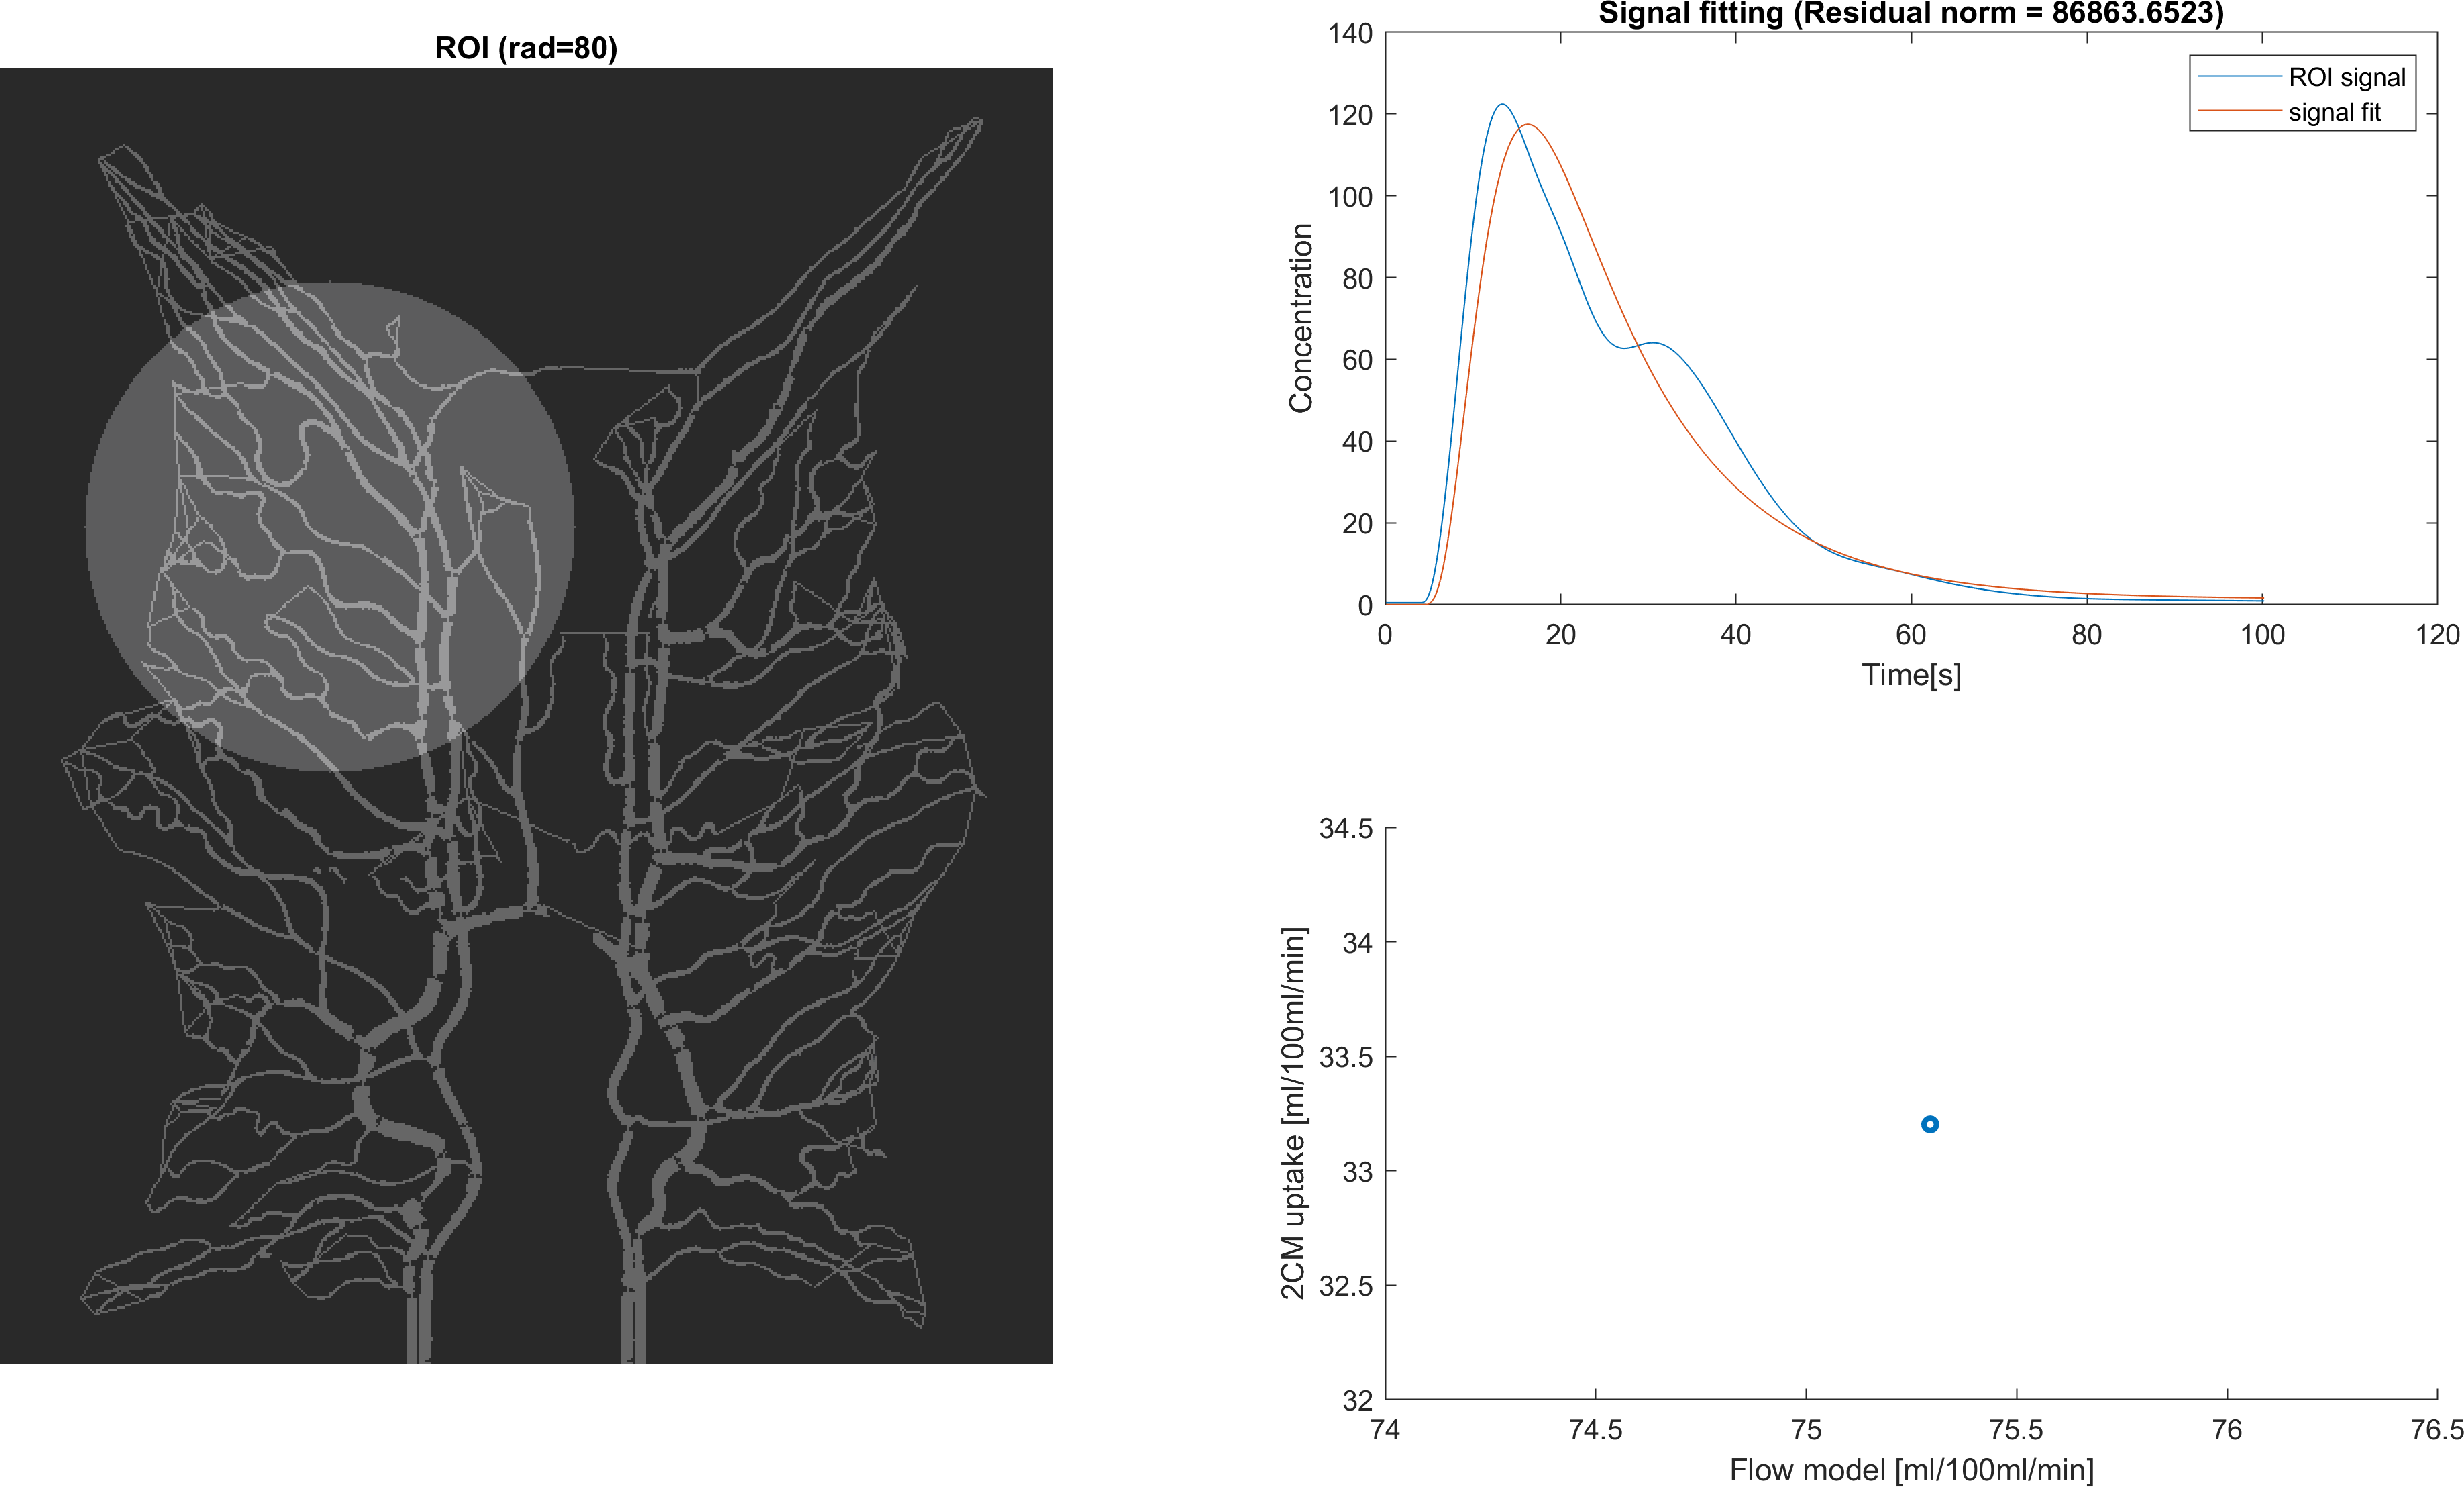 ROI (rad=80)
Signal fitting (Residual norm = 86863.6523)
140
120
100
80
60
40
20
0
Concentration
ROI signal
signal fit
0 20 40 60 80 100 120
Time[s]
34.5
34
33.5
33
32.5
32
2CM uptake [ml/100ml/min]
74 74.5 75 75.5 76 76.5
Flow model [ml/100ml/min]